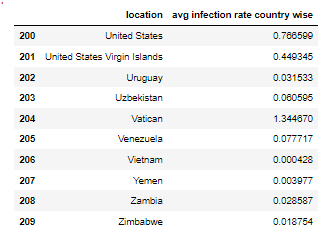 location avg infection rate country wise
200 United States 0.766599
201 United States Virgin Islands 0.449345
202 Uruguay 0.031533
203 Uzbekistan 0.060595
204 Vatican 1.344670
205 Venezuela 0.077717
206 Vietnam 0.000428
207 Yemen 0.003977
208 Zambia 0.028587
209 Zimbabwe 0.018754